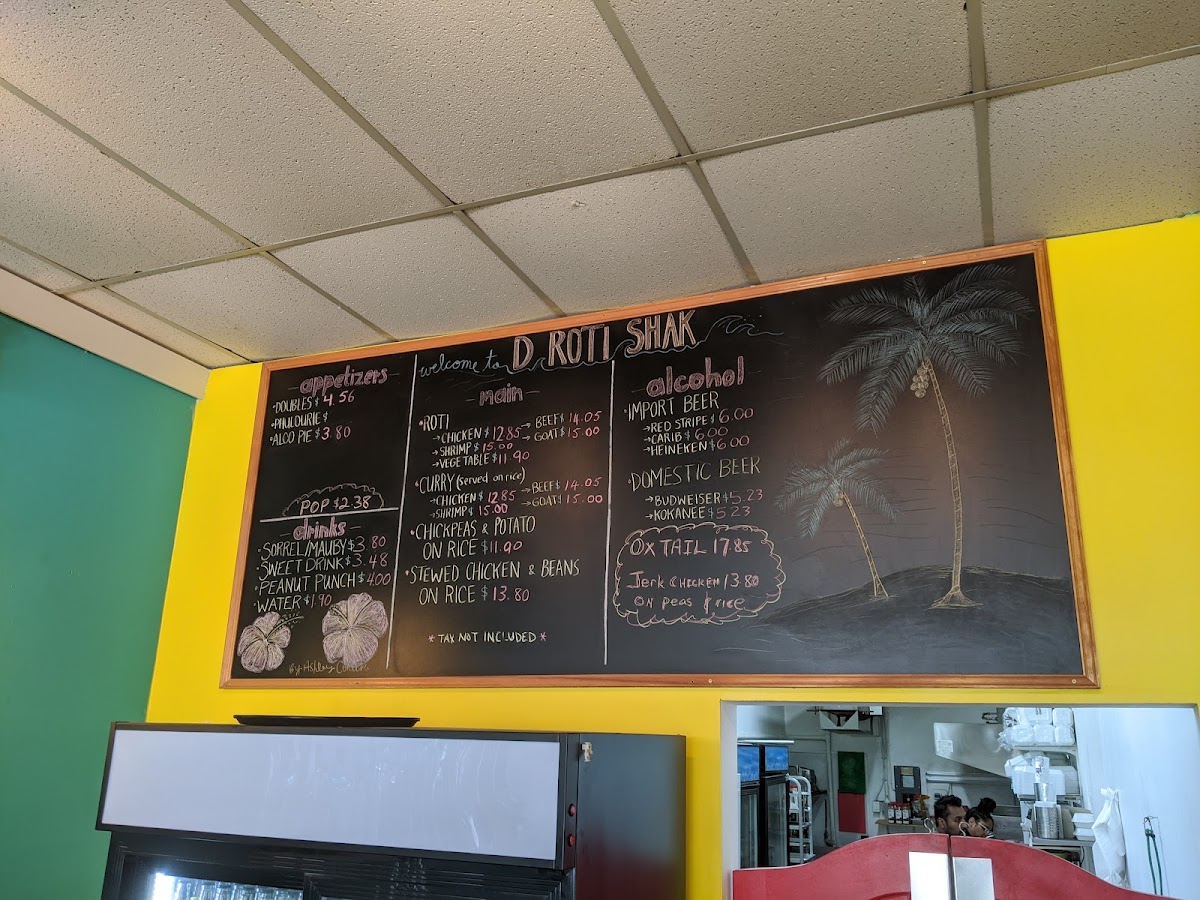 welcome to D ROTI SHAK
appetizers
•DOUBLES $ 4.56
•PHULOURIE $
•ALOO PIE $ 3.80
POP $2.38
drinks
•SORREL/MAUBY $3.80
•SWEET DRINK $3.48
•PEANUT PUNCH $4.00
•WATER $1.90
By: Ashley
main
•ROTI
→CHICKEN $ 12.85 →BEEF $ 14.05
→SHRIMP $ 15.00 →GOAT $ 15.00
→VEGETABLE $11.90
•CURRY (served on rice)
→CHICKEN $ 12.85 →BEEF $ 14.05
→SHRIMP $ 15.00 →GOAT $ 15.00
•CHICKPEAS & POTATO
ON RICE $11.90
•STEWED CHICKEN & BEANS
ON RICE $ 13.80
* TAX NOT INCLUDED *
alcohol
•IMPORT BEER
→RED STRIPE $ 6.00
→CARIB $ 6.00
→HEINEKEN $6.00
•DOMESTIC BEER
→BUDWEISER $5.23
→KOKANEE $5.23
OXTAIL 17.85
Jerk CHICKEN 13.80
ON Peas & rice